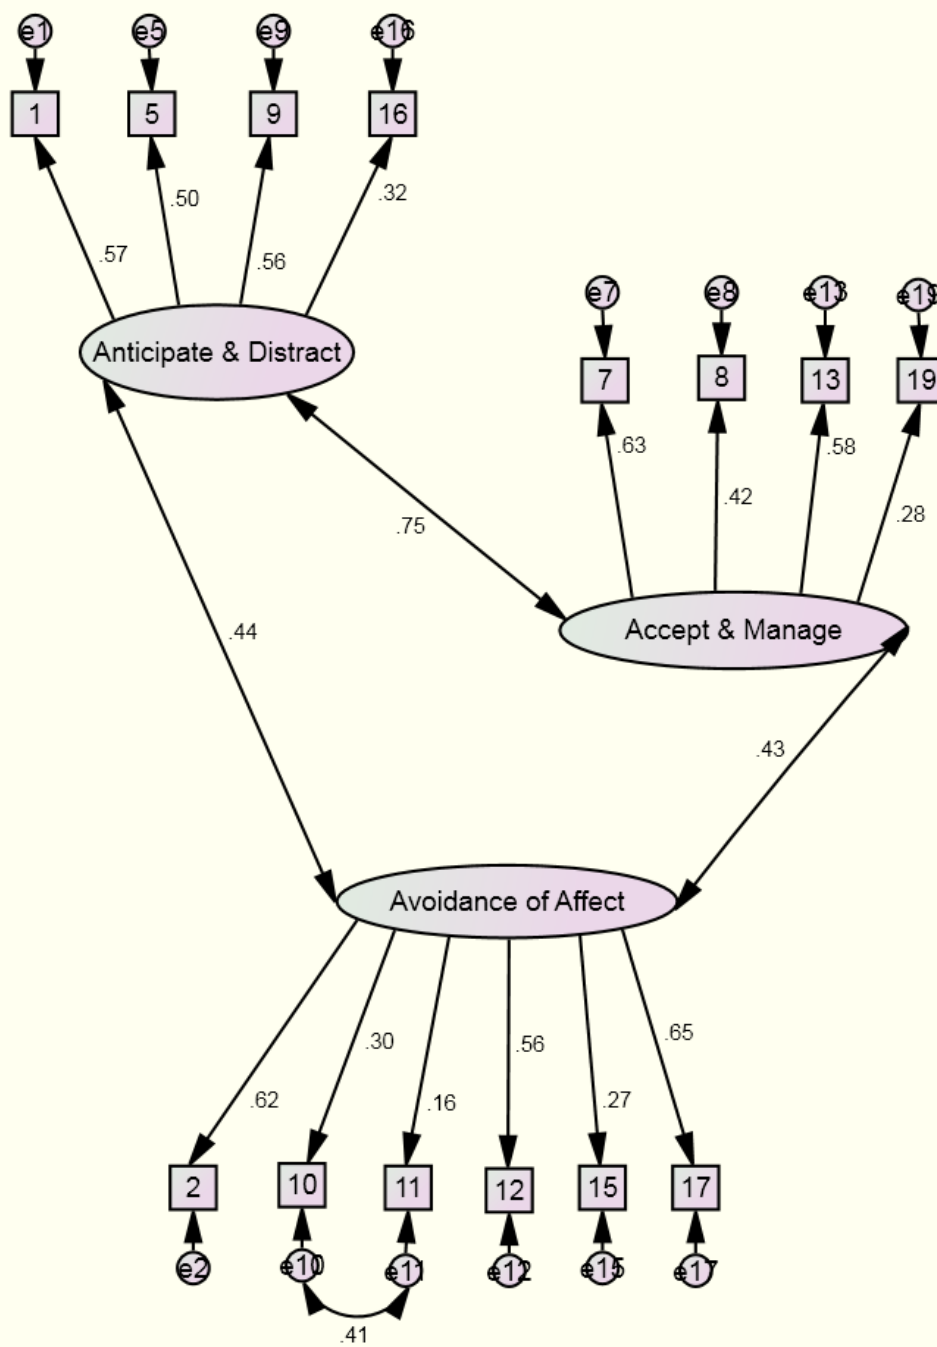 e1 e5 e9 e16
1 5 9 16
.57 .50 .56 .32
Anticipate & Distract
e7 e8 e13 e19
7 8 13 19
.63 .42 .58 .28
.75
Accept & Manage
.44
.43
Avoidance of Affect
.62 .30 .16 .56 .27 .65
2 10 11 12 15 17
e2 e10 e11 e12 e15 e17
.41